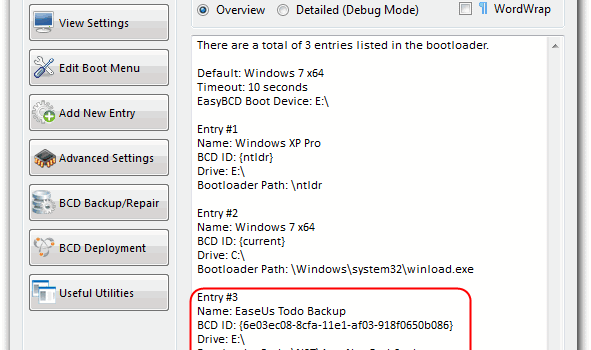 View Settings
Edit Boot Menu
Add New Entry
Advanced Settings
BCD Backup/Repair
BCD Deployment
Useful Utilities
Overview
Detailed (Debug Mode)
¶ WordWrap
There are a total of 3 entries listed in the bootloader.
Default: Windows 7 x64
Timeout: 10 seconds
EasyBCD Boot Device: E:\
Entry #1
Name: Windows XP Pro
BCD ID: {ntldr}
Drive: E:\
Bootloader Path: \ntldr
Entry #2
Name: Windows 7 x64
BCD ID: {current}
Drive: C:\
Bootloader Path: \Windows\system32\winload.exe
Entry #3
Name: EaseUs Todo Backup
BCD ID: {6e03ec08-8cfa-11e1-af03-918f0650b086}
Drive: E:\